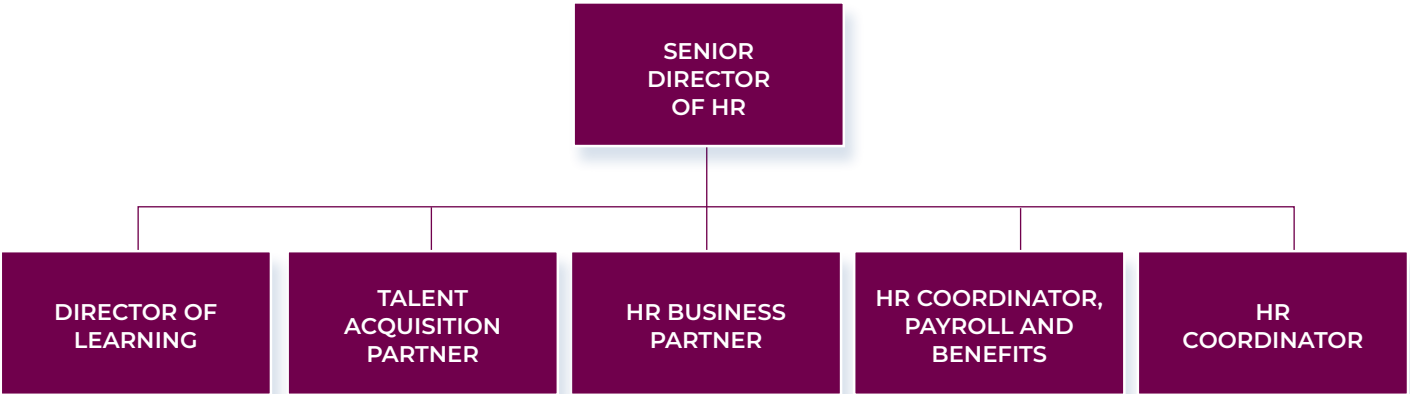 SENIOR
DIRECTOR
OF HR
DIRECTOR OF
LEARNING
TALENT
ACQUISITION
PARTNER
HR BUSINESS
PARTNER
HR COORDINATOR,
PAYROLL AND
BENEFITS
HR
COORDINATOR